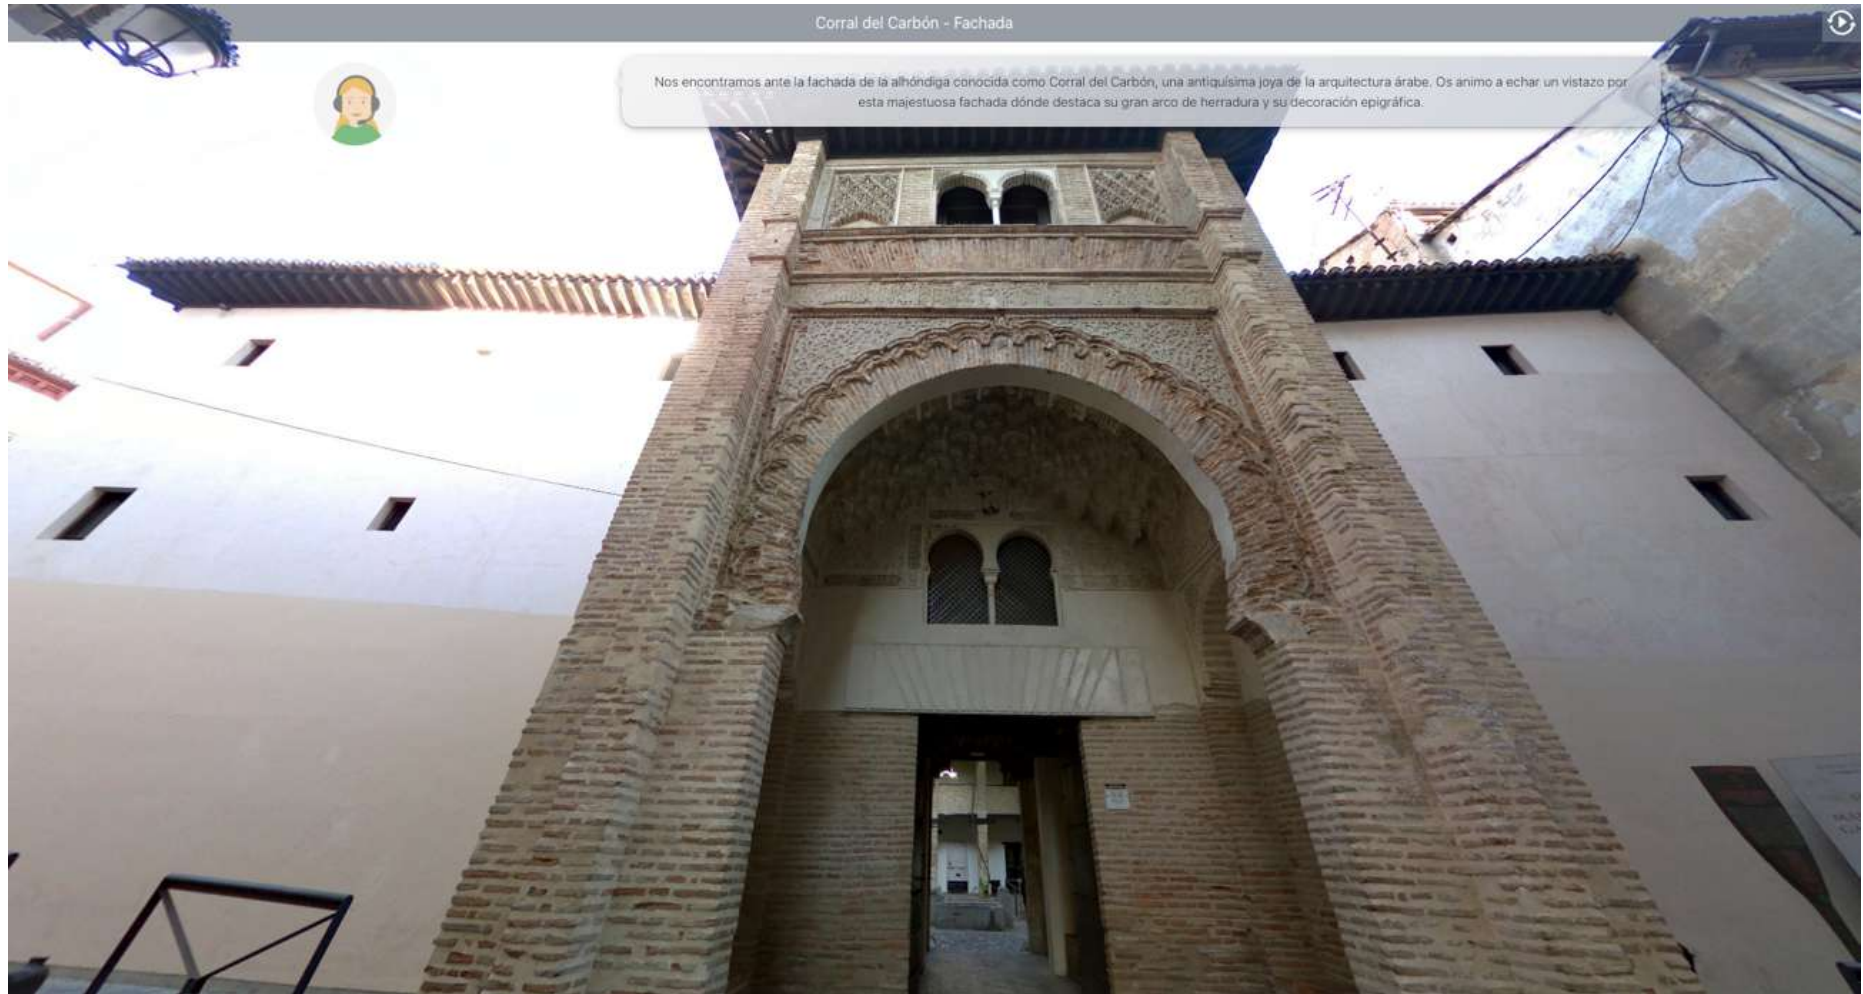 Corral del Carbón - Fachada
Nos encontramos ante la fachada de la alhóndiga conocida como Corral del Carbón, una antiquísima joya de la arquitectura árabe. Os animo a echar un vistazo por
esta majestuosa fachada dónde destaca su gran arco de herradura y su decoración epigráfica.